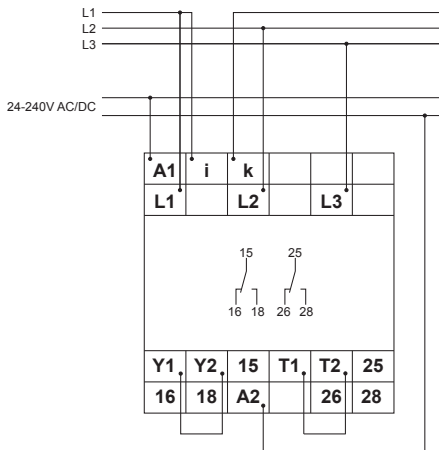 L1
L2
L3
24-240V AC/DC
A1 i k
L1 L2 L3
15 25
16 18 26 28
Y1 Y2 15 T1 T2 25
16 18 A2 26 28